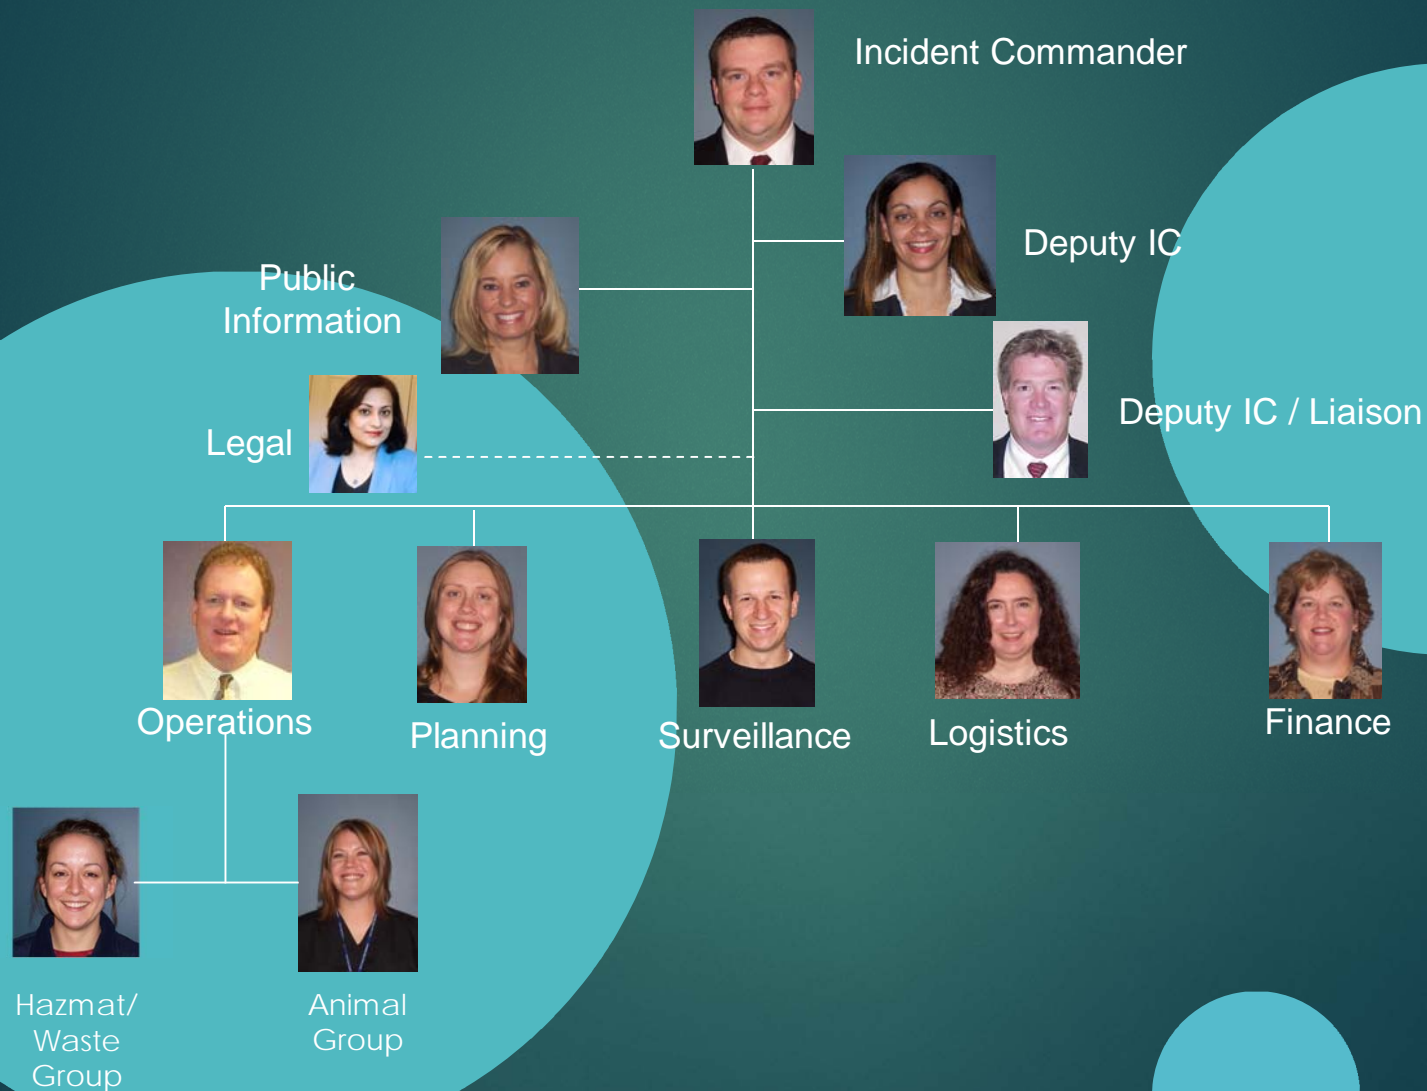 Incident Commander
Deputy IC
Public
Information
Deputy IC / Liaison
Legal
Operations
Planning
Surveillance
Logistics
Finance
Hazmat/
Waste
Group
Animal
Group